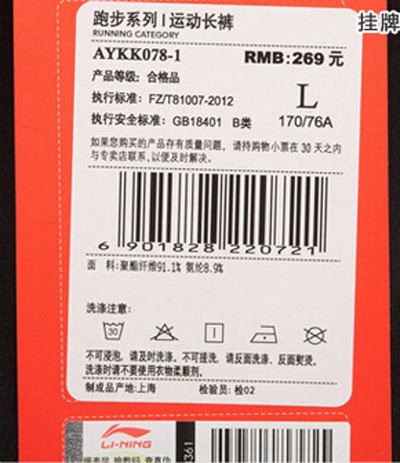 挂牌
跑步系列 | 运动长裤
RUNNING CATEGORY
AYKK078-1 RMB:269 元
产品等级: 合格品
执行标准: FZ/T81007-2012 L
执行安全标准: GB18401 B类 170/76A
如果您购买的产品存有质量问题, 请持购物小票在 30 天之内
与专卖店联系,以便及时解决。
6 901828 220721
面 料: 聚酯纤维91.1% 氨纶8.9%
洗涤注意:
30
不可浸泡, 请及时洗涤. 不可提洗. 请反面洗涤、反面熨烫。
洗涤时请不要使用衣物柔顺剂。
制成品产地: 上海 检验员: 检02
LI-NING
361